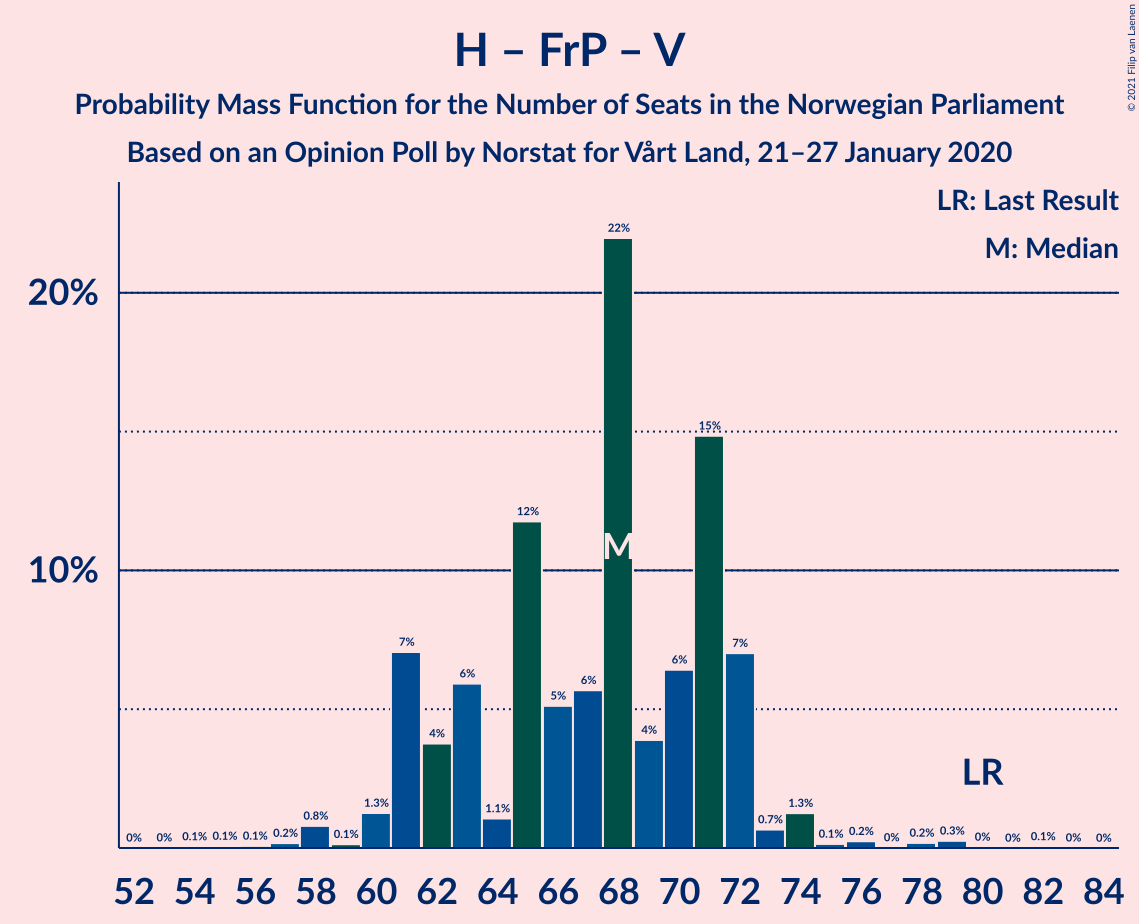 H – FrP – V
Probability Mass Function for the Number of Seats in the Norwegian Parliament
Based on an Opinion Poll by Norstat for Vårt Land, 21–27 January 2020
© 2021 Filip van Laenen
LR: Last Result
M: Median
20%
10%
0% 0% 0.1% 0.1% 0.1% 0.2% 0.8% 0.1% 1.3% 7% 4% 6% 1.1% 12% 5% 6% 22% 4% 6% 15% 7% 0.7% 1.3% 0.1% 0.2% 0% 0.2% 0.3% 0% 0% 0.1% 0% 0%
M
LR
52 54 56 58 60 62 64 66 68 70 72 74 76 78 80 82 84